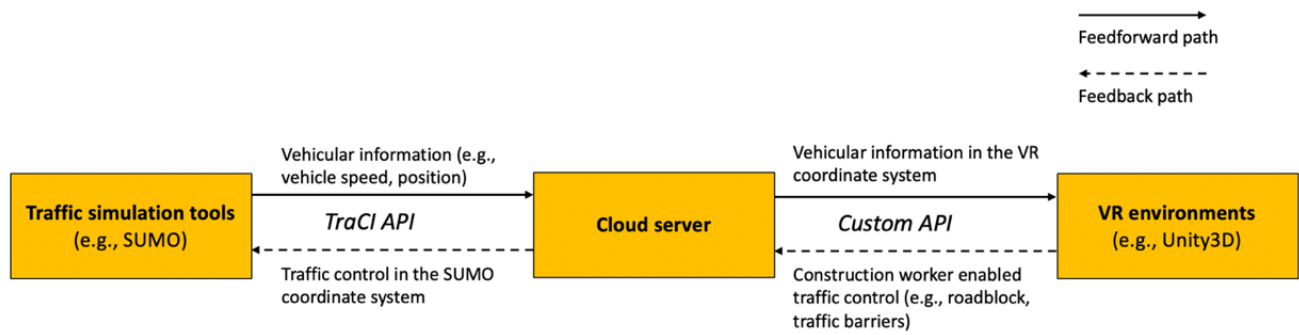 Feedforward path
Feedback path
Vehicular information (e.g.,
vehicle speed, position)
Vehicular information in the VR
coordinate system
Traffic simulation tools
(e.g., SUMO)
TraCI API
Cloud server
Custom API
VR environments
(e.g., Unity3D)
Traffic control in the SUMO
coordinate system
Construction worker enabled
traffic control (e.g., roadblock,
traffic barriers)